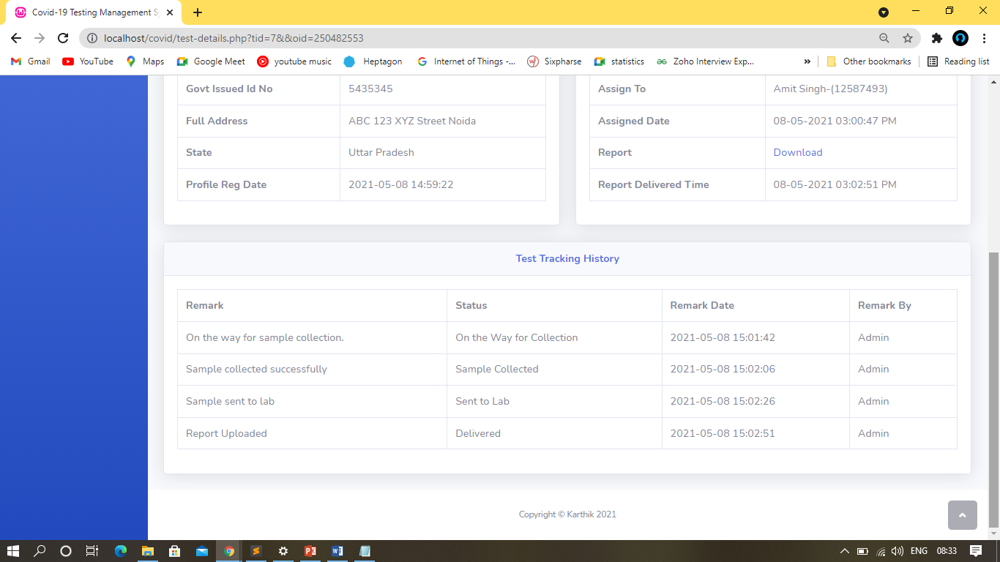 Covid-19 Testing Management S
localhost/covid/test-details.php?tid=7&&oid=250482553
Gmail YouTube Maps Google Meet youtube music Heptagon Internet of Things -... Sixpharse statistics Zoho Interview Exp... » Other bookmarks Reading list
Govt Issued Id No 5435345
Full Address ABC 123 XYZ Street Noida
State Uttar Pradesh
Profile Reg Date 2021-05-08 14:59:22
Assign To Amit Singh-(12587493)
Assigned Date 08-05-2021 03:00:47 PM
Report Download
Report Delivered Time 08-05-2021 03:02:51 PM
Test Tracking History
Remark Status Remark Date Remark By
On the way for sample collection. On the Way for Collection 2021-05-08 15:01:42 Admin
Sample collected successfully Sample Collected 2021-05-08 15:02:06 Admin
Sample sent to lab Sent to Lab 2021-05-08 15:02:26 Admin
Report Uploaded Delivered 2021-05-08 15:02:51 Admin
Copyright © Karthik 2021
ENG 08:33